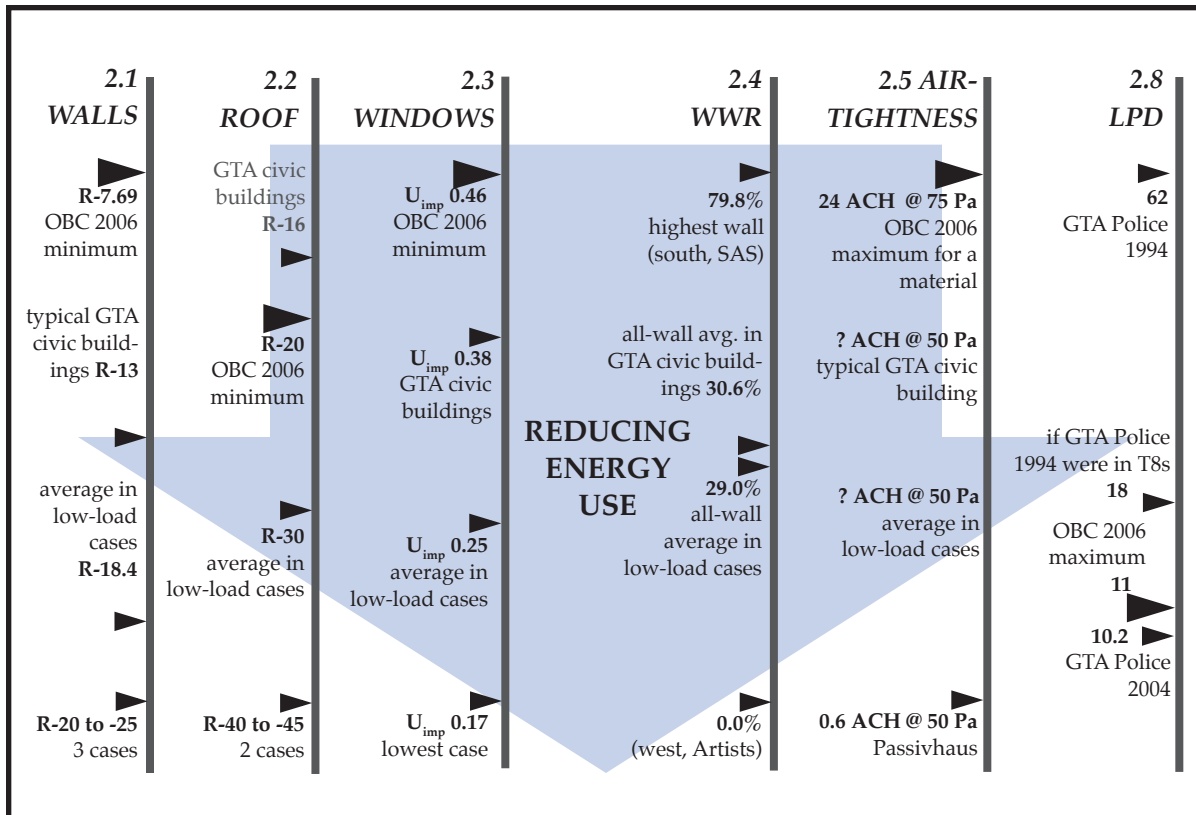 2.1
WALLS
R-7.69
OBC 2006
minimum
typical GTA
civic build-
ings R-13
average in
low-load
cases
R-18.4
R-20 to -25
3 cases
2.2
ROOF
GTA civic
buildings
R-16
R-20
OBC 2006
minimum
R-30
average in
low-load cases
R-40 to -45
2 cases
2.3
WINDOWS
Uimp 0.46
OBC 2006
minimum
Uimp 0.38
GTA civic
buildings
Uimp 0.25
average in
low-load cases
Uimp 0.17
lowest case
REDUCING
ENERGY
USE
2.4
WWR
79.8%
highest wall
(south, SAS)
all-wall avg. in
GTA civic build-
ings 30.6%
29.0%
all-wall
average in
low-load cases
0.0%
(west, Artists)
2.5 AIR-
TIGHTNESS
24 ACH @ 75 Pa
OBC 2006
maximum for a
material
? ACH @ 50 Pa
typical GTA civic
building
? ACH @ 50 Pa
average in
low-load cases
0.6 ACH @ 50 Pa
Passivhaus
2.8
LPD
62
GTA Police
1994
if GTA Police
1994 were in T8s
18
OBC 2006
maximum
11
10.2
GTA Police
2004